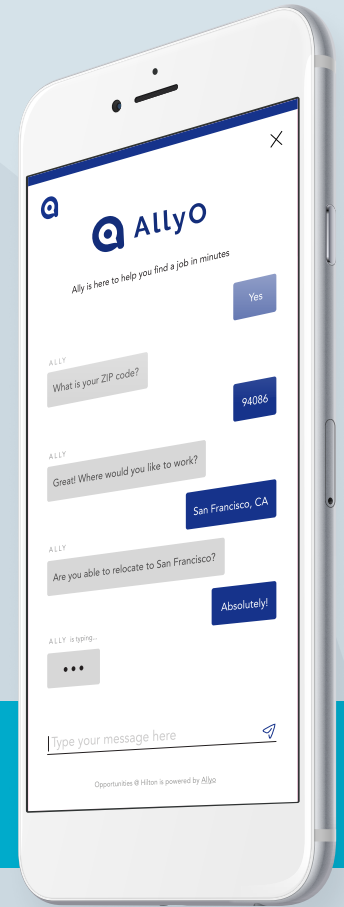 AllyO
Ally is here to help you find a job in minutes
Yes
ALLY
What is your ZIP code?
94086
ALLY
Great! Where would you like to work?
San Francisco, CA
ALLY
Are you able to relocate to San Francisco?
Absolutely!
ALLY is typing...
Type your message here
Opportunities @ Hilton is powered by Allyo